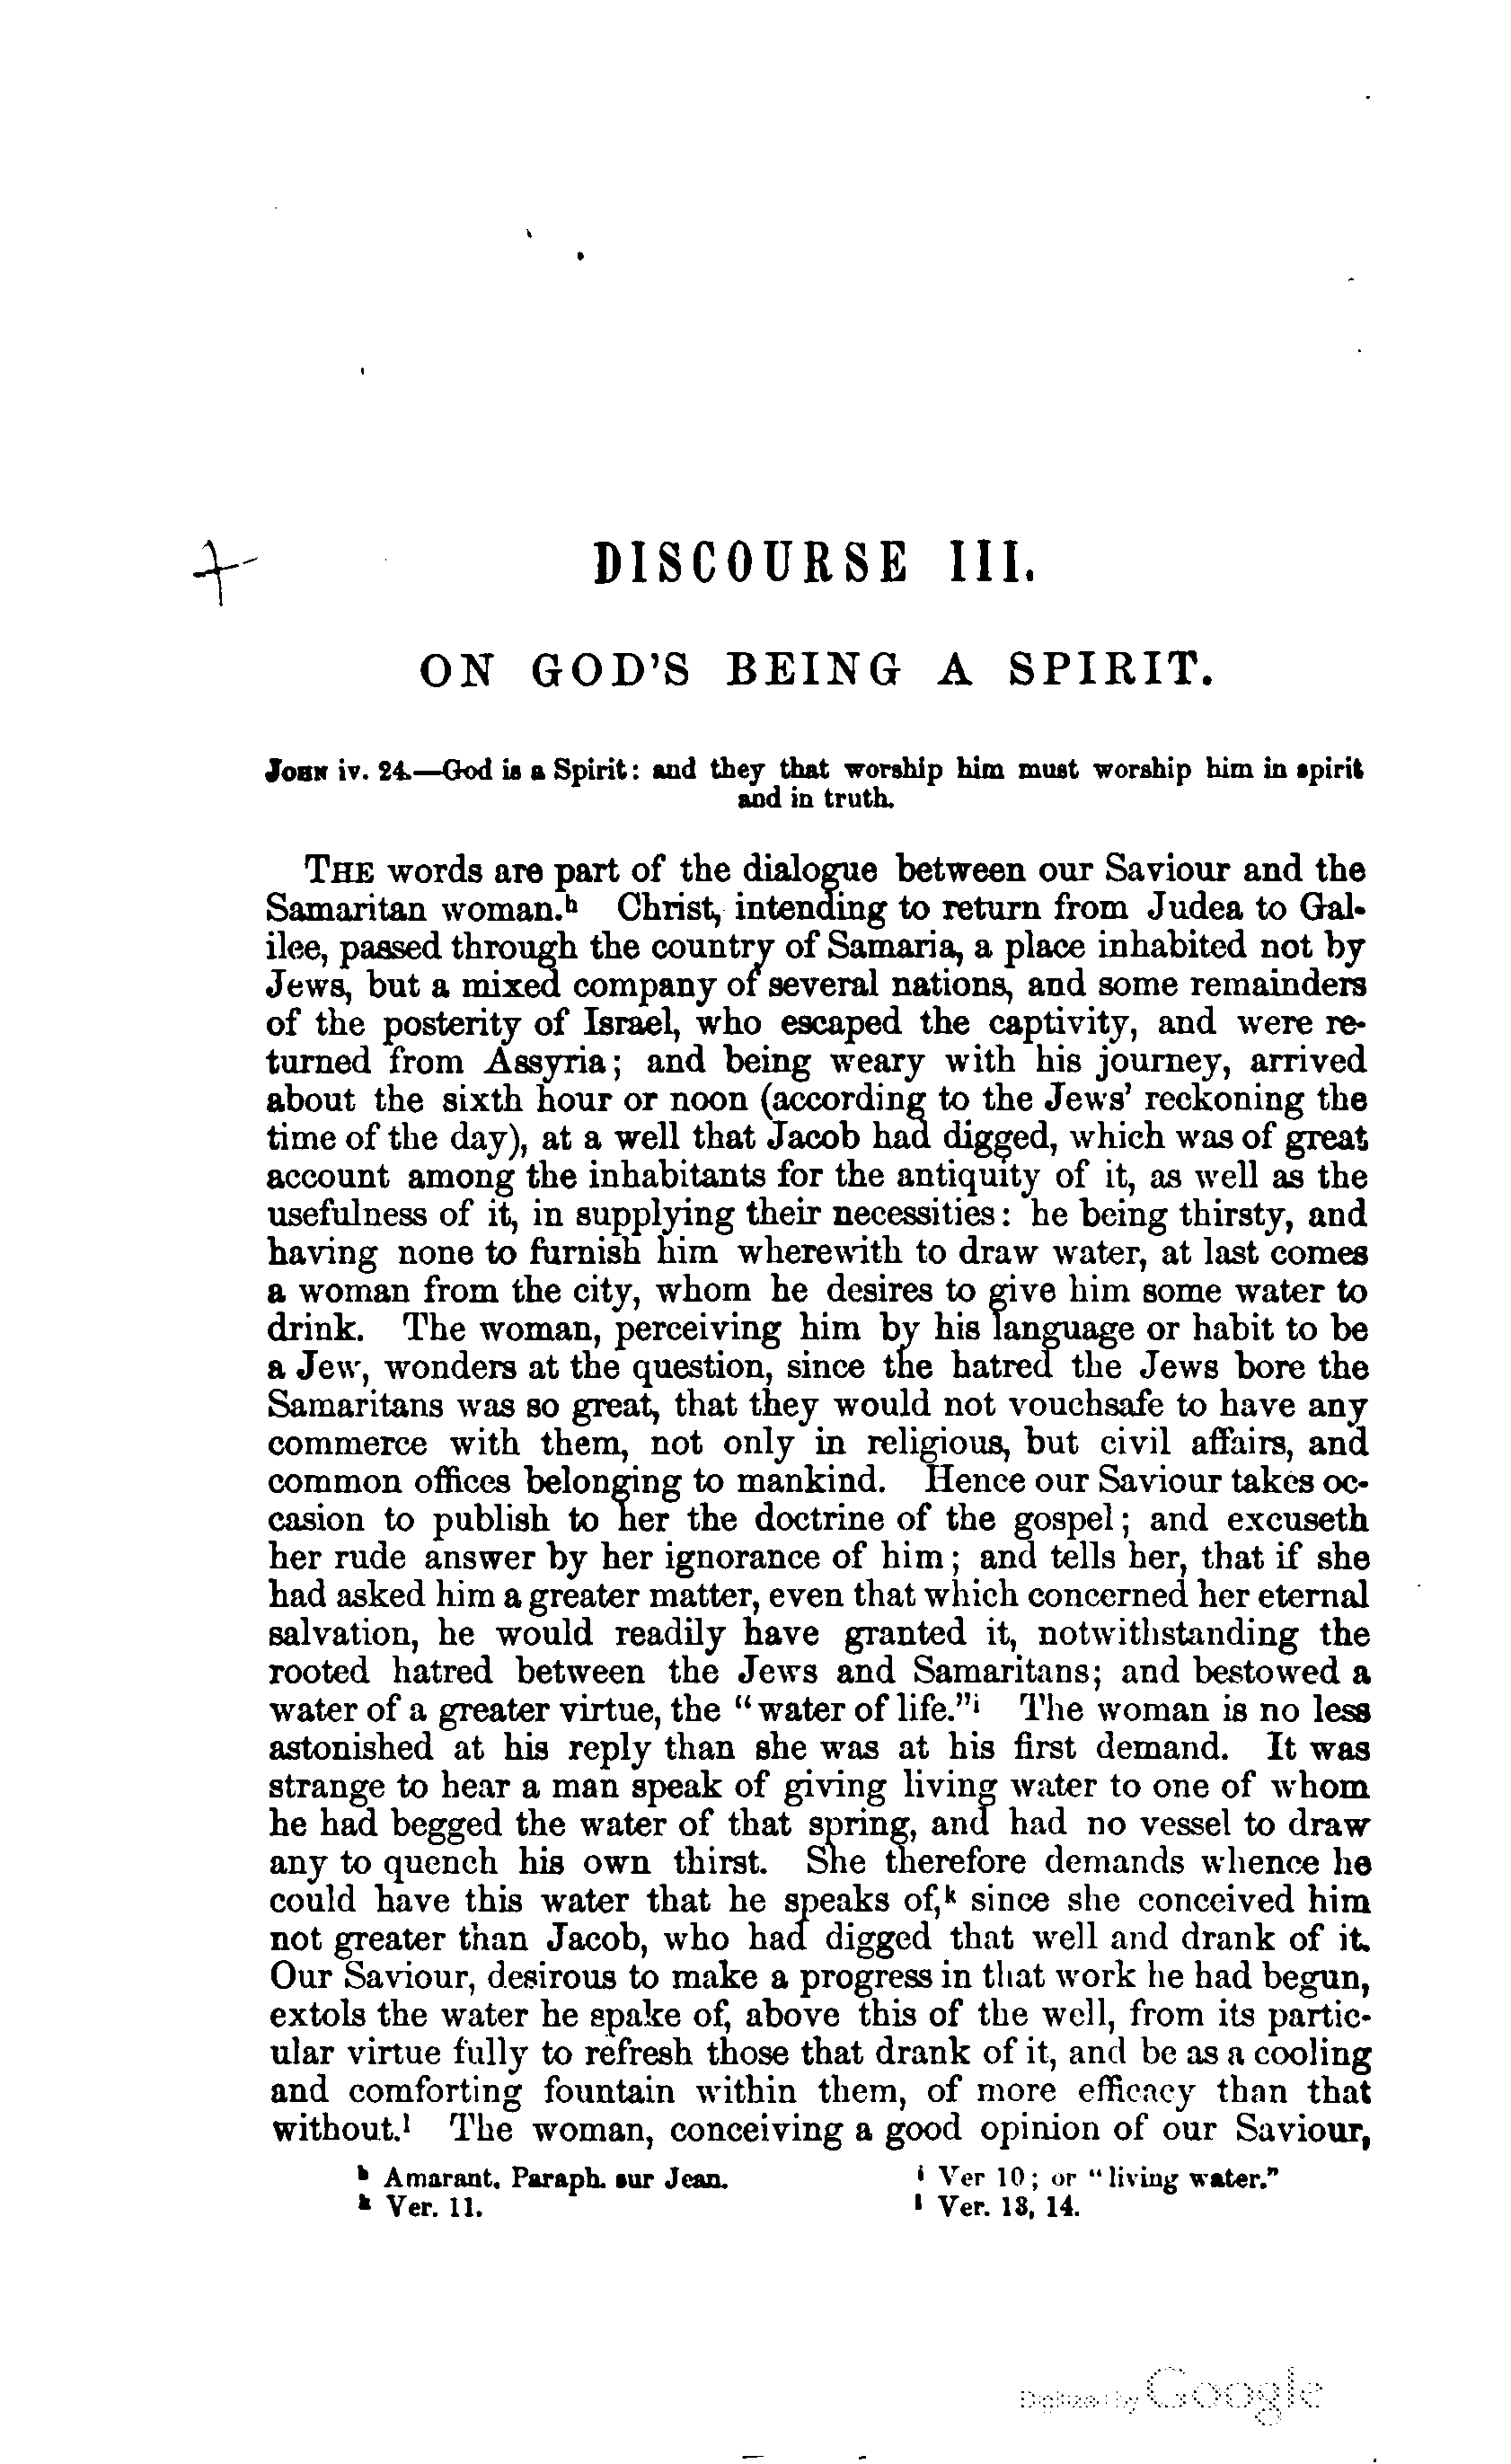 DISCOURSE III.
ON GOD'S BEING A SPIRIT.
JOHN iv. 24.—God is a Spirit: and they that worship him must worship him in spirit
and in truth.
THE words are part of the dialogue between our Saviour and the
Samaritan woman.h Christ, intending to return from Judea to Gal-
ilee, passed through the country of Samaria, a place inhabited not by
Jews, but a mixed company of several nations, and some remainders
of the posterity of Israel, who escaped the captivity, and were re-
turned from Assyria; and being weary with his journey, arrived
about the sixth hour or noon (according to the Jews' reckoning the
time of the day), at a well that Jacob had digged, which was of great
account among the inhabitants for the antiquity of it, as well as the
usefulness of it, in supplying their necessities: he being thirsty, and
having none to furnish him wherewith to draw water, at last comes
a woman from the city, whom he desires to give him some water to
drink. The woman, perceiving him by his language or habit to be
a Jew, wonders at the question, since the hatred the Jews bore the
Samaritans was so great, that they would not vouchsafe to have any
commerce with them, not only in religious, but civil affairs, and
common offices belonging to mankind. Hence our Saviour takes oc-
casion to publish to her the doctrine of the gospel; and excuseth
her rude answer by her ignorance of him; and tells her, that if she
had asked him a greater matter, even that which concerned her eternal
salvation, he would readily have granted it, notwithstanding the
rooted hatred between the Jews and Samaritans; and bestowed a
water of a greater virtue, the "water of life."i The woman is no less
astonished at his reply than she was at his first demand. It was
strange to hear a man speak of giving living water to one of whom
he had begged the water of that spring, and had no vessel to draw
any to quench his own thirst. She therefore demands whence he
could have this water that he speaks of,k since she conceived him
not greater than Jacob, who had digged that well and drank of it.
Our Saviour, desirous to make a progress in that work he had begun,
extols the water he spake of, above this of the well, from its partic-
ular virtue fully to refresh those that drank of it, and be as a cooling
and comforting fountain within them, of more efficacy than that
without.l The woman, conceiving a good opinion of our Saviour,
h Amarant. Paraph. sur Jean. i Ver 10; or "living water."
k Ver. 11. l Ver. 13, 14.
Digitized by Google